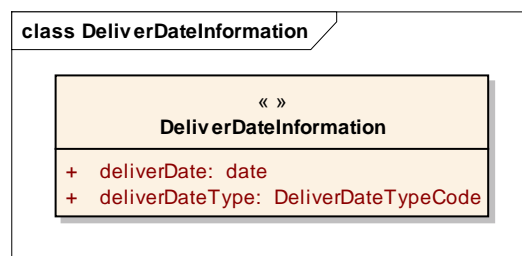 class DeliverDateInformation
« »
DeliverDateInformation
+ deliverDate: date
+ deliverDateType: DeliverDateTypeCode